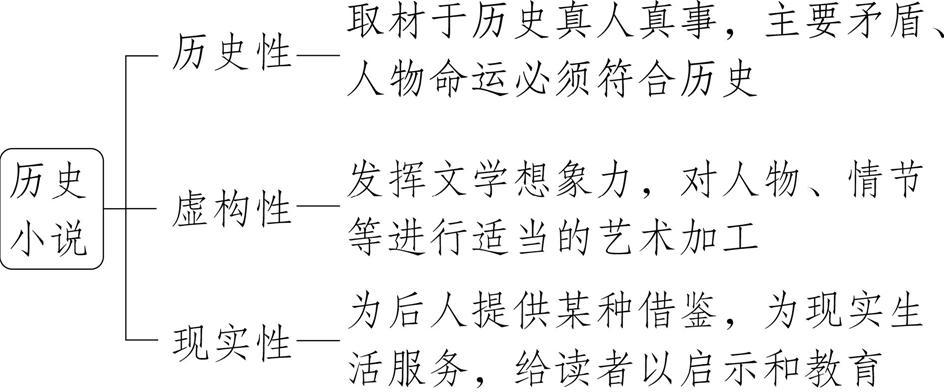 历史
小说
历史性
取材于历史真人真事，主要矛盾、
人物命运必须符合历史
虚构性
发挥文学想象力，对人物、情节
等进行适当的艺术加工
现实性
为后人提供某种借鉴，为现实生
活服务，给读者以启示和教育